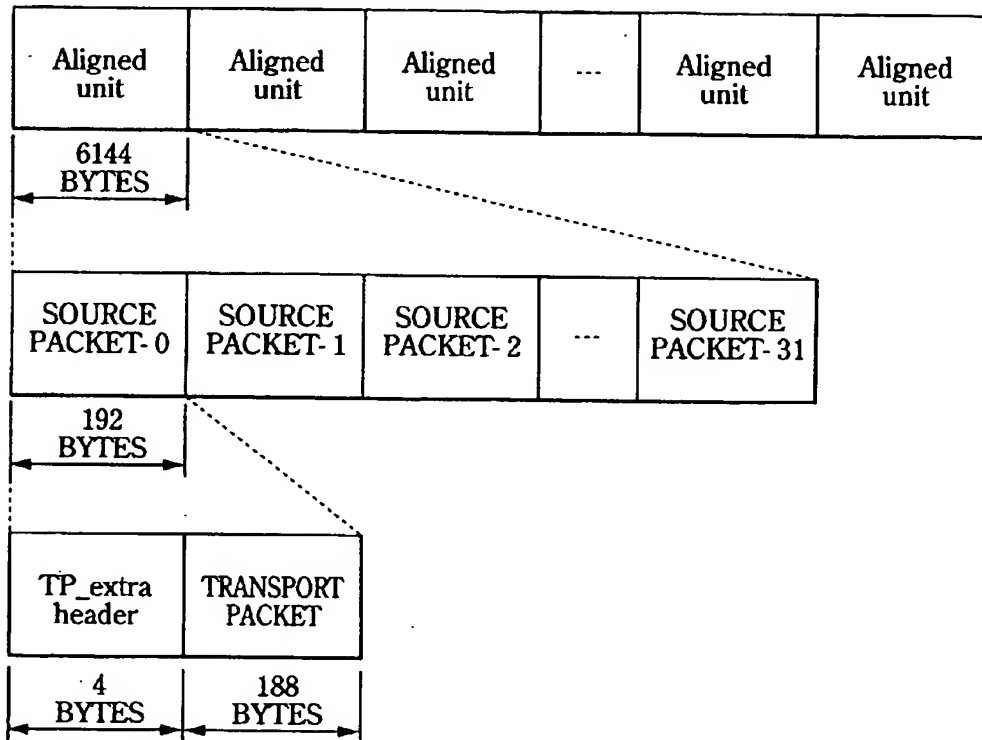 Aligned unit
Aligned unit
Aligned unit
---
Aligned unit
Aligned unit
6144 BYTES
SOURCE PACKET-0
SOURCE PACKET-1
SOURCE PACKET-2
---
SOURCE PACKET-31
192 BYTES
TP_extra header
TRANSPORT PACKET
4 BYTES
188 BYTES